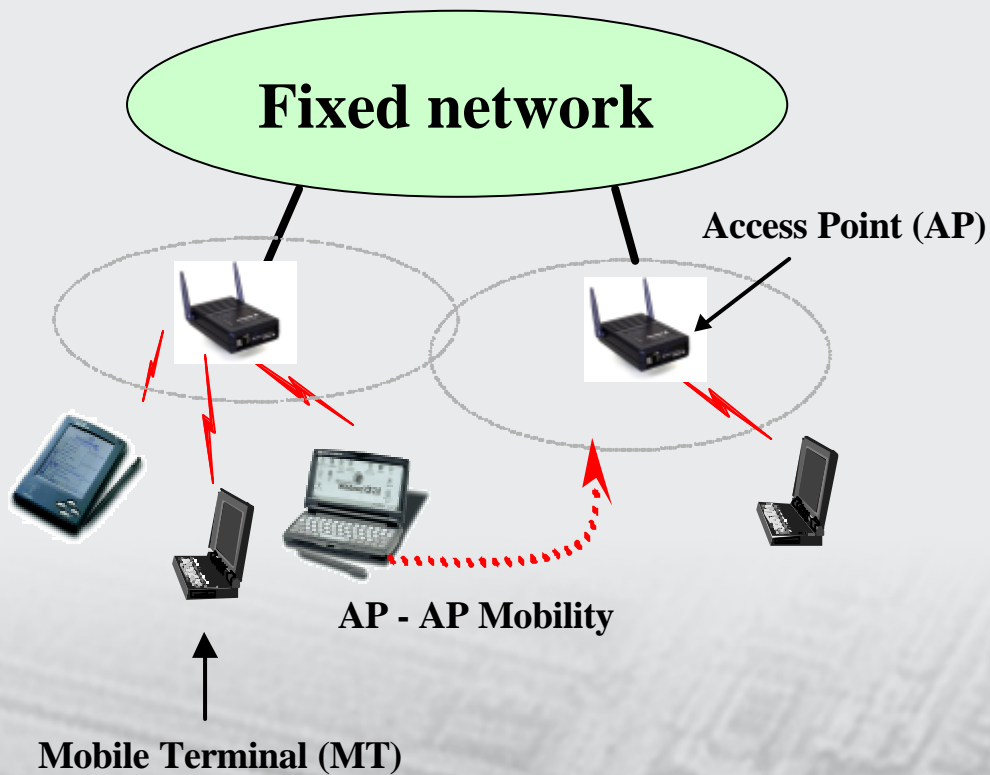 Fixed network
Access Point (AP)
AP - AP Mobility
Mobile Terminal (MT)